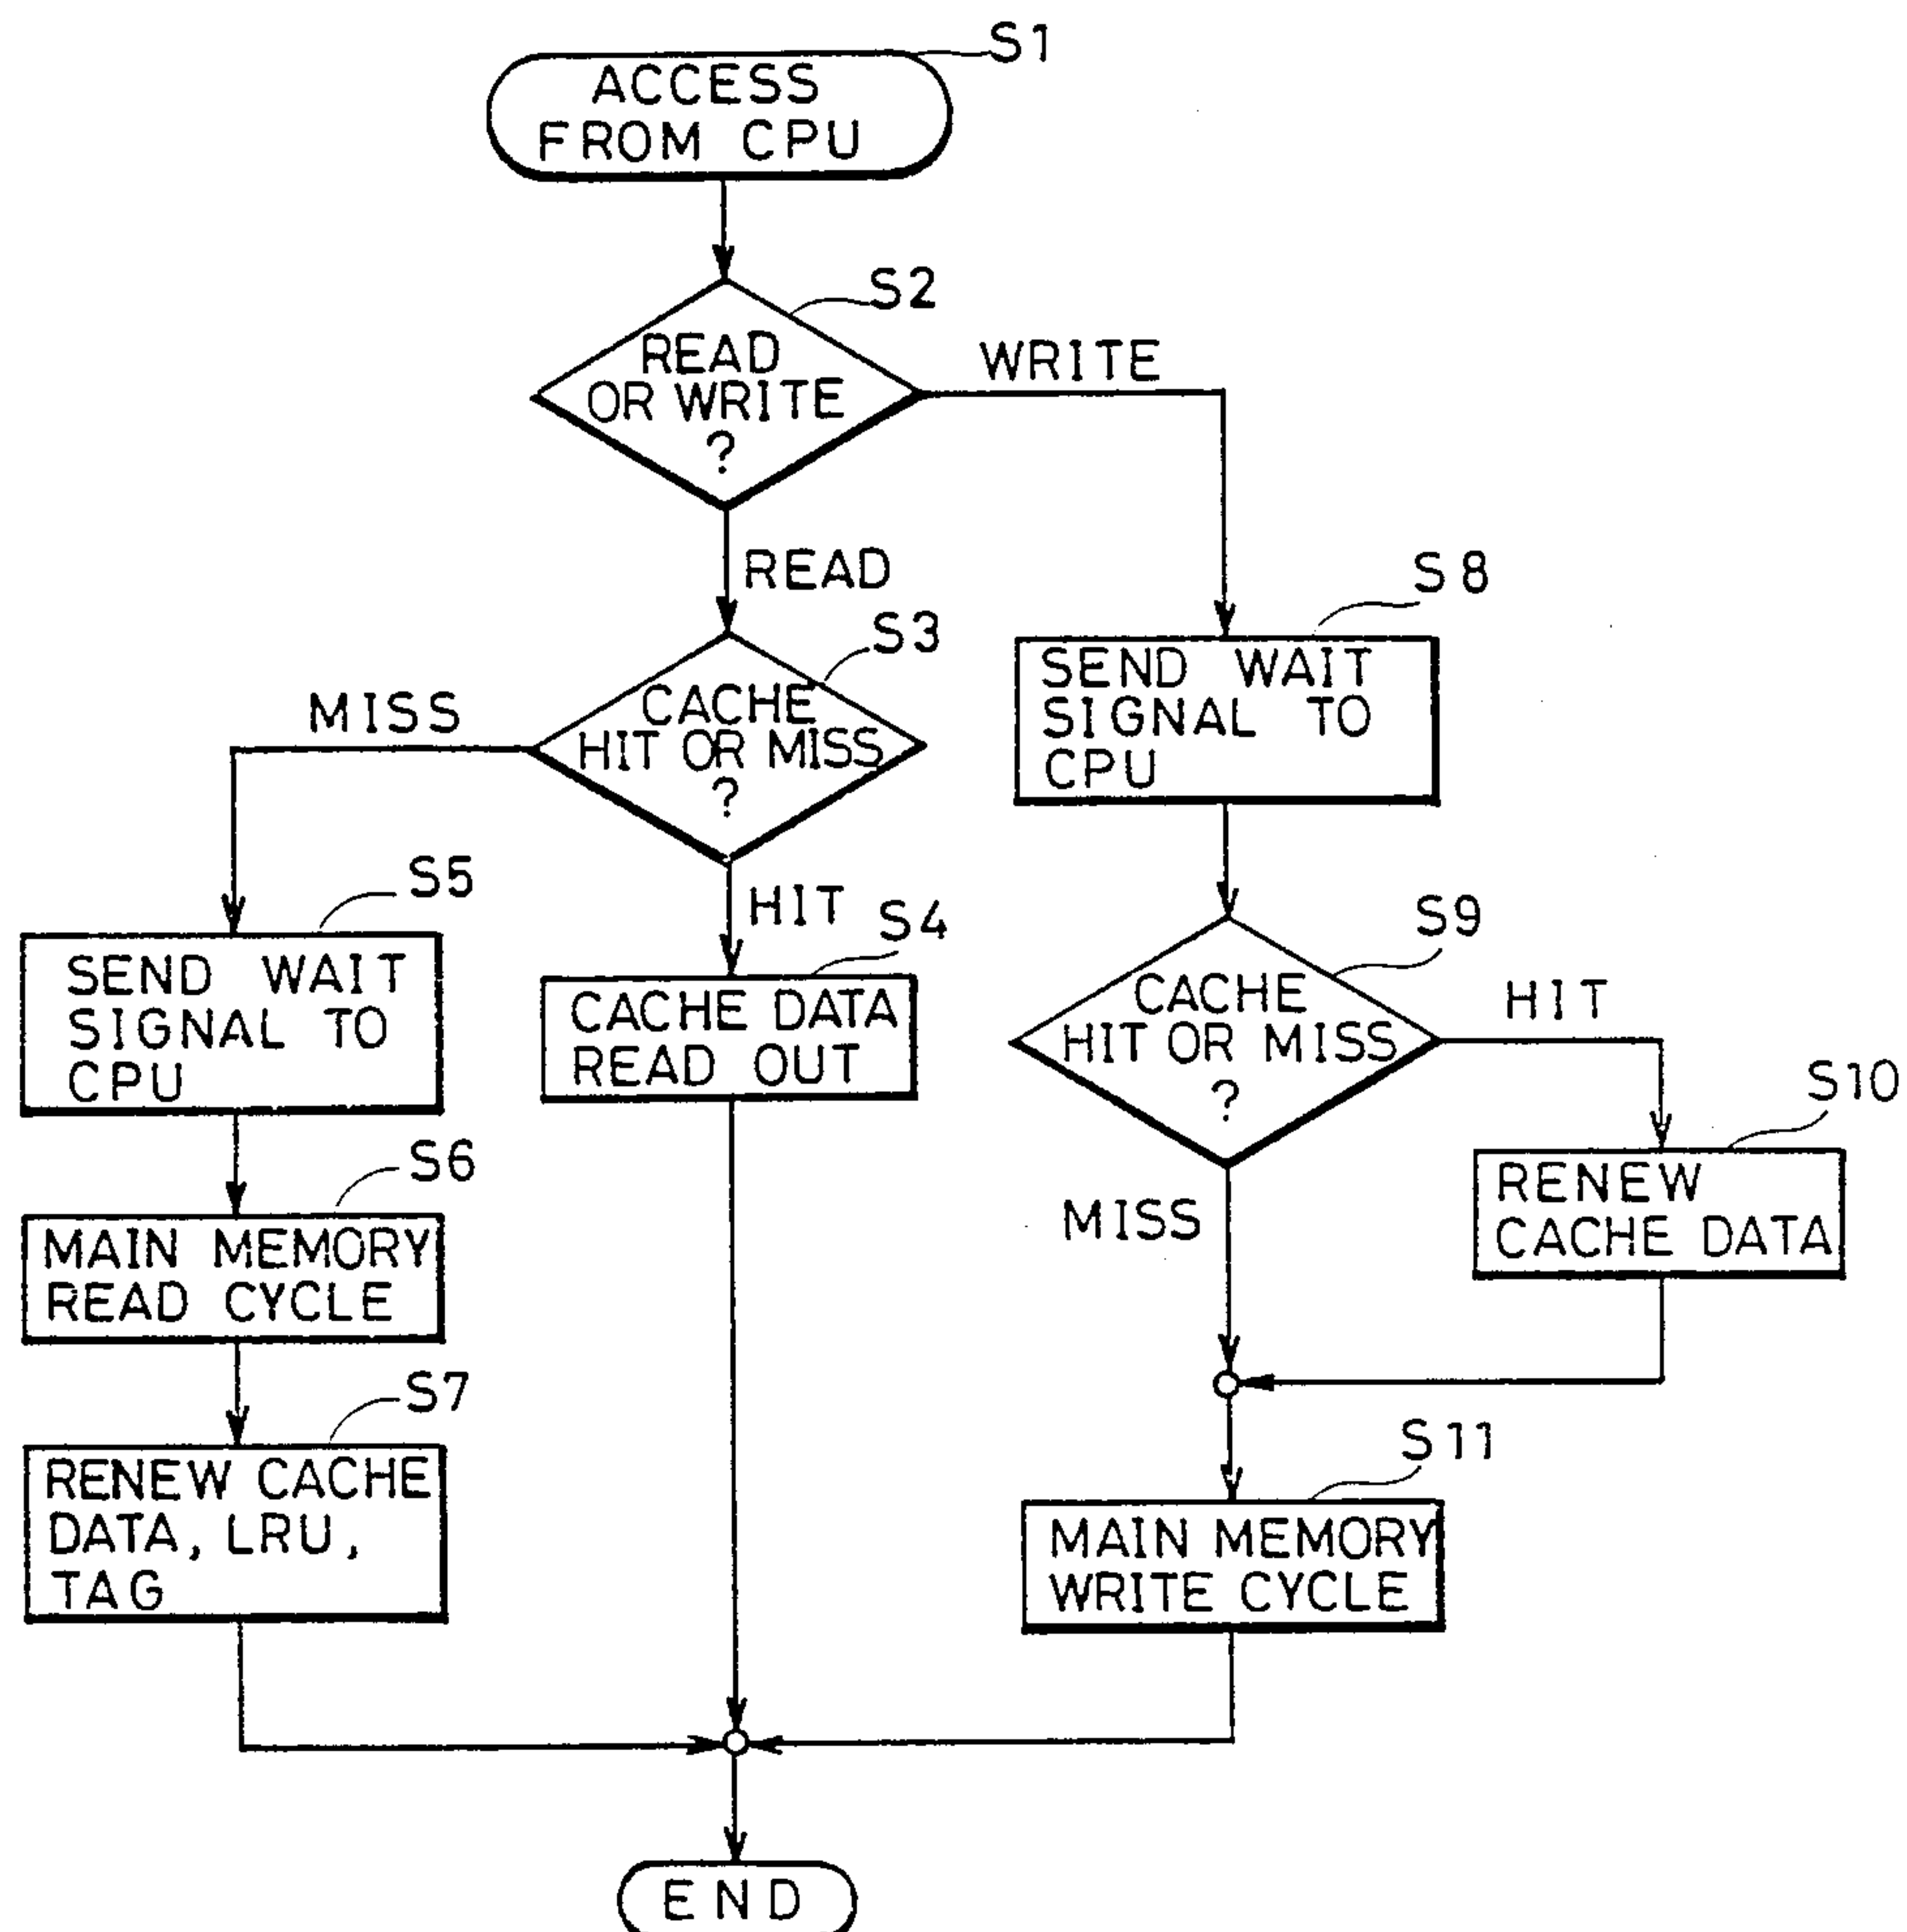 S1
ACCESS
FROM CPU
S2
READ
OR WRITE
?
WRITE
READ
S3
CACHE
HIT OR MISS
?
MISS
HIT
S8
SEND WAIT
SIGNAL TO
CPU
S5
SEND WAIT
SIGNAL TO
CPU
S4
CACHE DATA
READ OUT
S9
CACHE
HIT OR MISS
?
HIT
MISS
S10
RENEW
CACHE DATA
S6
MAIN MEMORY
READ CYCLE
S7
RENEW CACHE
DATA, LRU,
TAG
S11
MAIN MEMORY
WRITE CYCLE
END